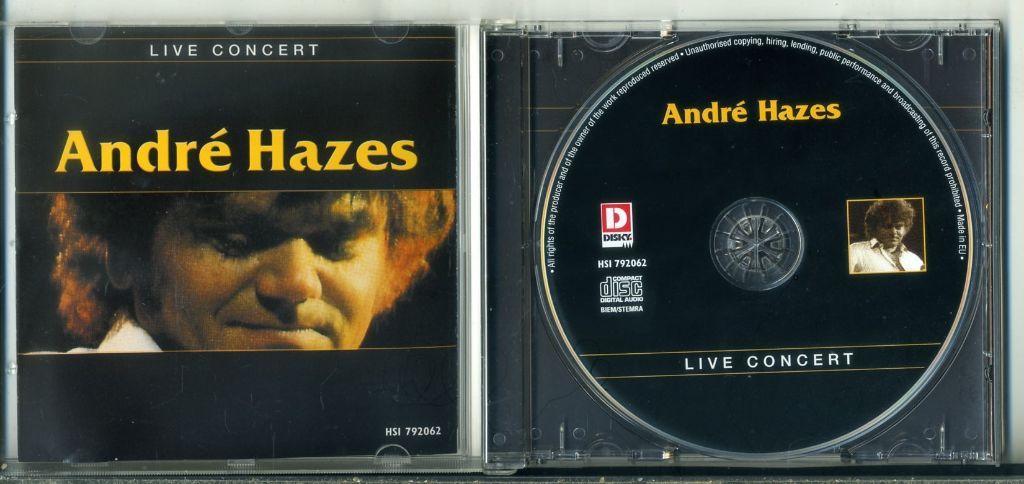 LIVE CONCERT
André Hazes
HSI 792062
• All rights of the producer and of the owner of the work reproduced reserved • Unauthorised copying, hiring, lending, public performance and broadcasting of this record prohibited • Made in EU •
André Hazes
D
DISKY
HSI 792062
COMPACT
disc
DIGITAL AUDIO
BIEM/STEMRA
LIVE CONCERT